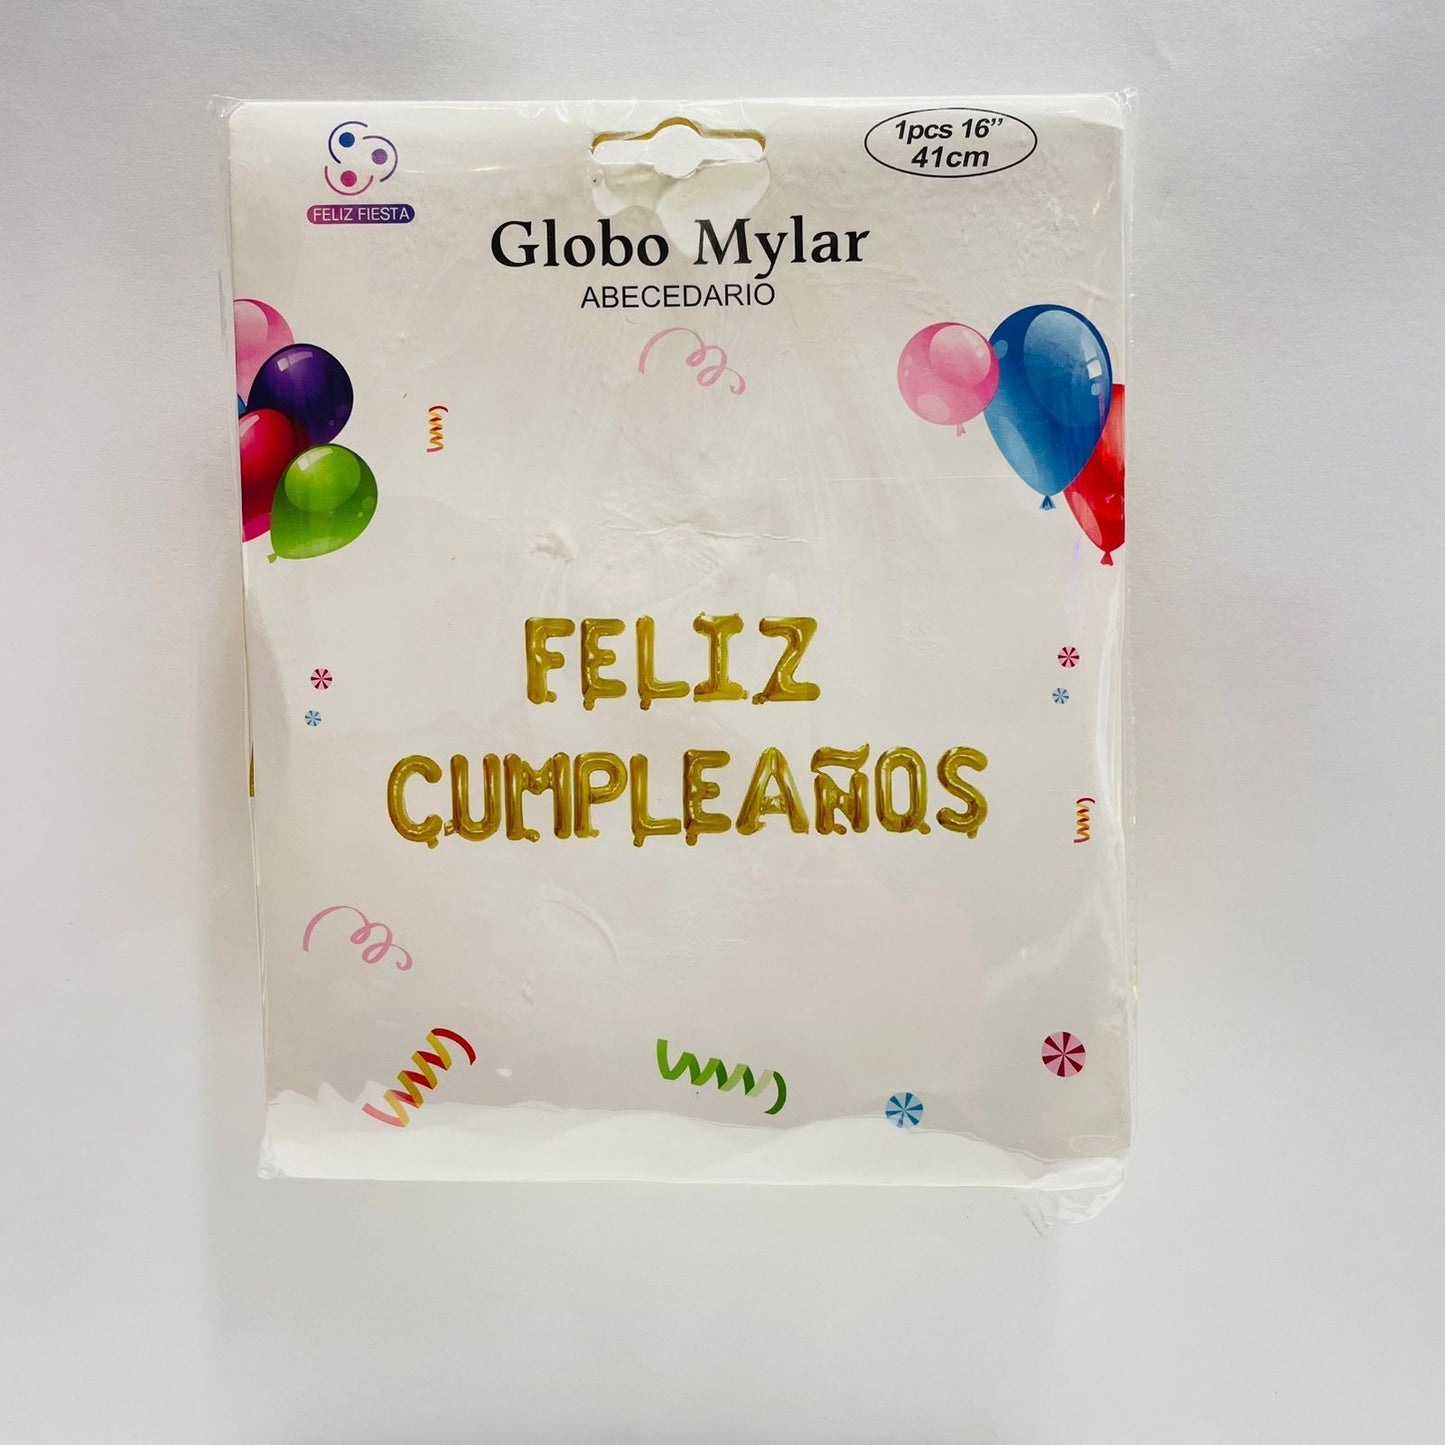 FELIZ FIESTA
1pcs 16”
41cm
Globo Mylar
ABECEDARIO
FELIZ
CUMPLEAÑOS